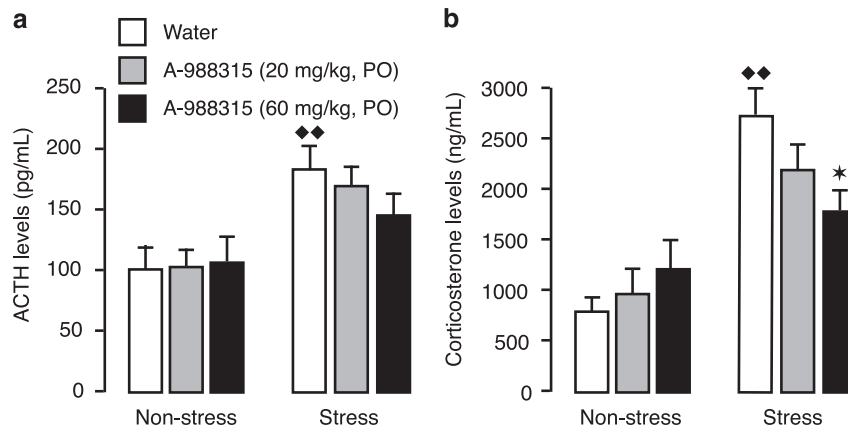 a
Water
A-988315 (20 mg/kg, PO)
A-988315 (60 mg/kg, PO)
ACTH levels (pg/mL)
250
200
150
100
50
0
Non-stress
Stress
b
Corticosterone levels (ng/mL)
3000
2500
2000
1500
1000
500
0
Non-stress
Stress